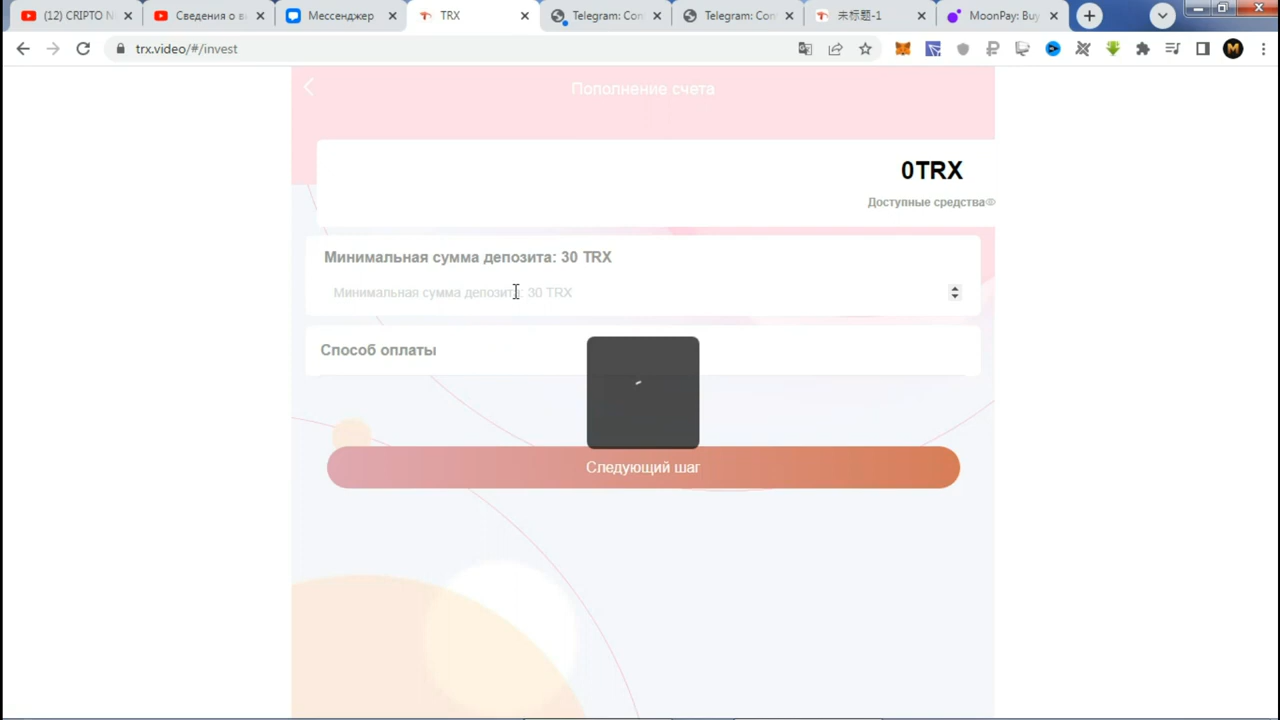 (12) CRIPTO N
Сведения о в
Мессенджер
TRX
Telegram: Con
Telegram: Con
未标题-1
MoonPay: Buy
trx.video/#/invest
M
Пополнение счета
0TRX
Доступные средства
Минимальная сумма депозита: 30 TRX
Минимальная сумма депозита: 30 TRX
Способ оплаты
Следующий шаг